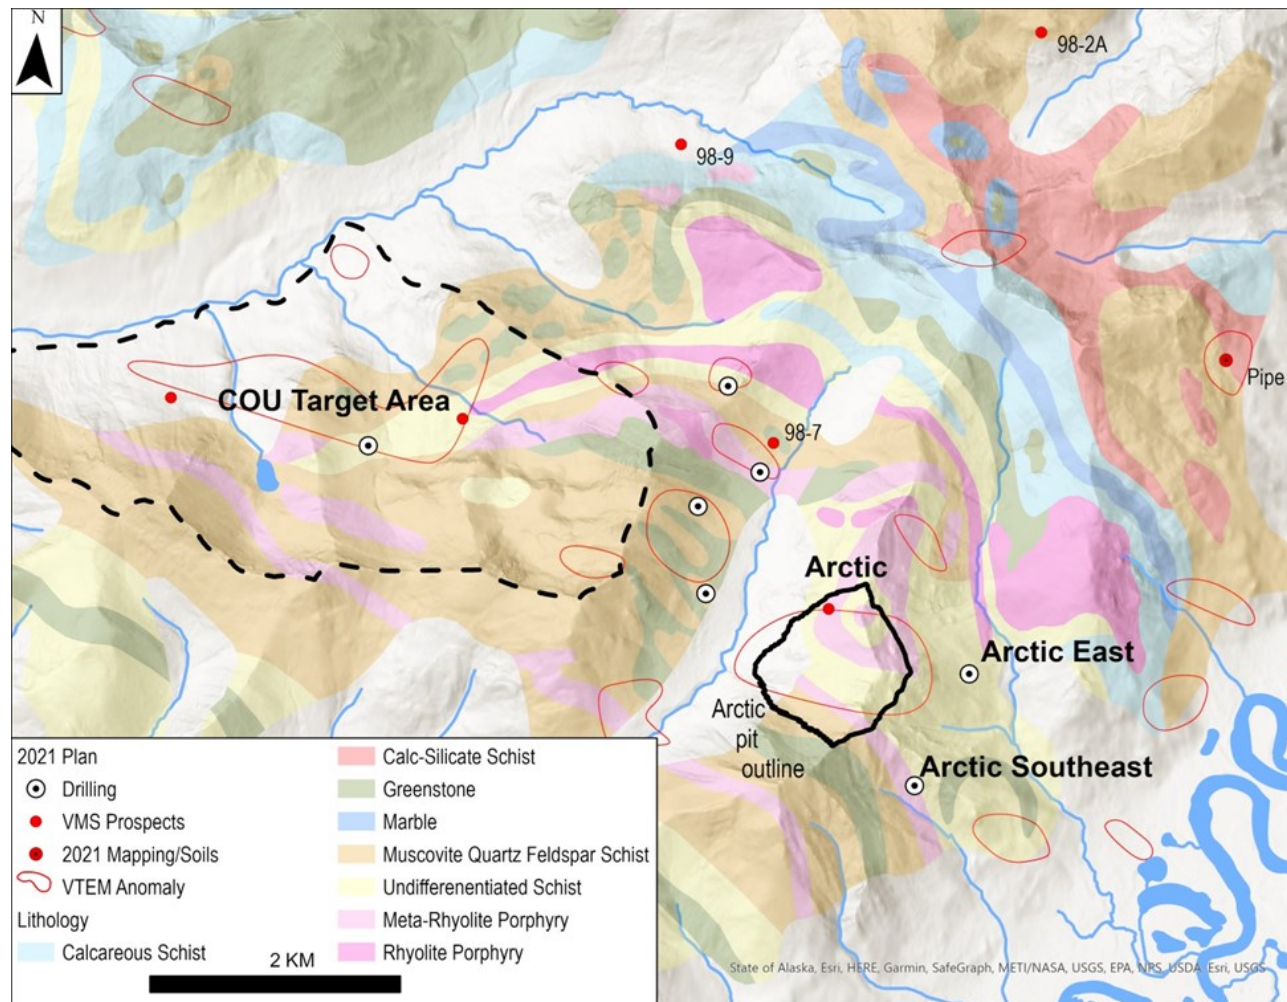 N
98-2A
98-9
Pipe
COU Target Area
98-7
Arctic
Arctic East
Arctic
pit
outline
Arctic Southeast
2021 Plan
Drilling
VMS Prospects
2021 Mapping/Soils
VTEM Anomaly
Lithology
Calcareous Schist
Calc-Silicate Schist
Greenstone
Marble
Muscovite Quartz Feldspar Schist
Undifferenentiated Schist
Meta-Rhyolite Porphyry
Rhyolite Porphyry
2 KM
State of Alaska, Esri, HERE, Garmin, SafeGraph, METI/NASA, USGS, EPA, NRS, USDA, Esri, USGS